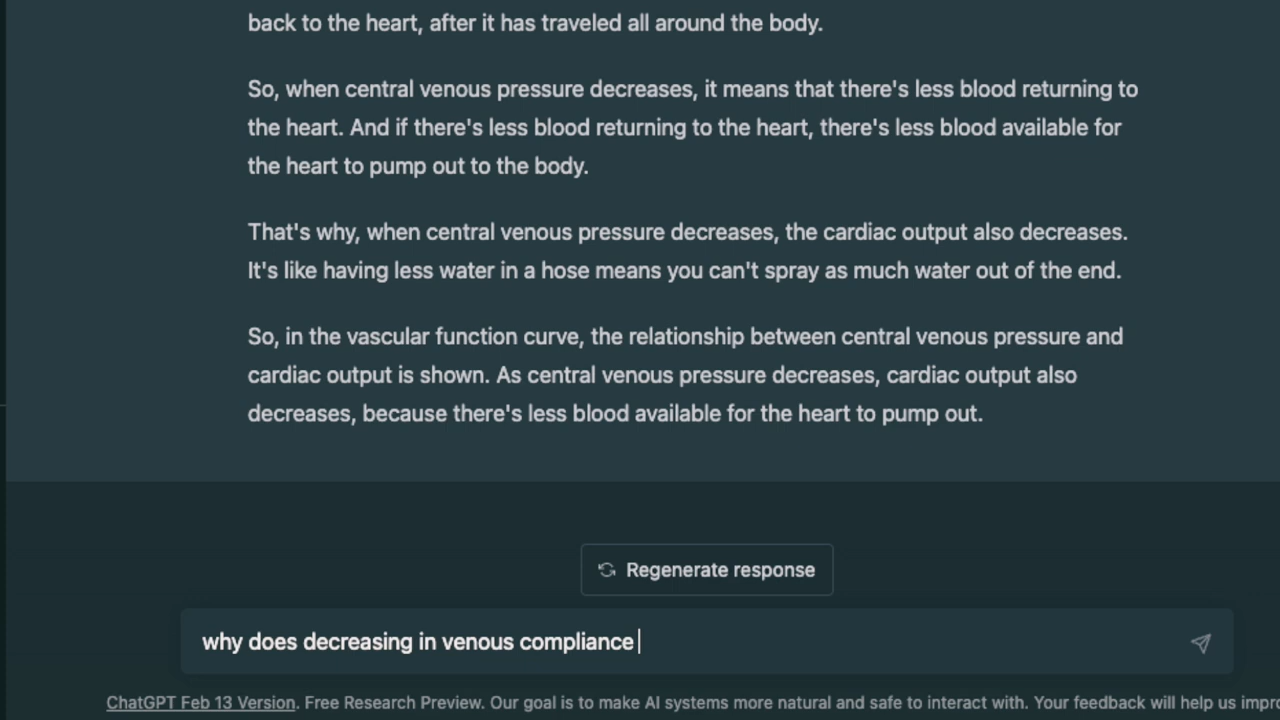 back to the heart, after it has traveled all around the body.
So, when central venous pressure decreases, it means that there's less blood returning to
the heart. And if there's less blood returning to the heart, there's less blood available for
the heart to pump out to the body.
That's why, when central venous pressure decreases, the cardiac output also decreases.
It's like having less water in a hose means you can't spray as much water out of the end.
So, in the vascular function curve, the relationship between central venous pressure and
cardiac output is shown. As central venous pressure decreases, cardiac output also
decreases, because there's less blood available for the heart to pump out.
Regenerate response
why does decreasing in venous compliance
ChatGPT Feb 13 Version. Free Research Preview. Our goal is to make AI systems more natural and safe to interact with. Your feedback will help us impro